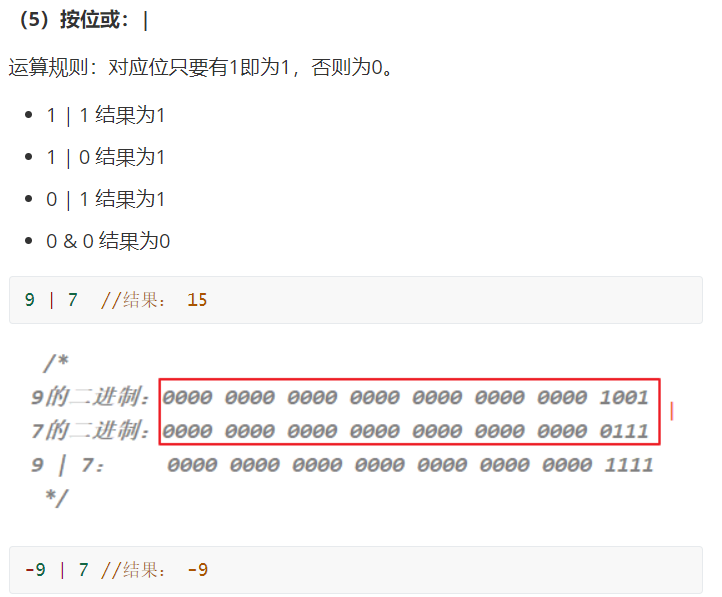 （5）按位或：|
运算规则：对应位只要有1即为1，否则为0。
1 | 1 结果为1
1 | 0 结果为1
0 | 1 结果为1
0 & 0 结果为0
9 | 7  //结果： 15
/*
9的二进制：0000 0000 0000 0000 0000 0000 0000 1001
7的二进制：0000 0000 0000 0000 0000 0000 0000 0111 |
9 | 7： 0000 0000 0000 0000 0000 0000 0000 1111
*/
-9 | 7 //结果： -9